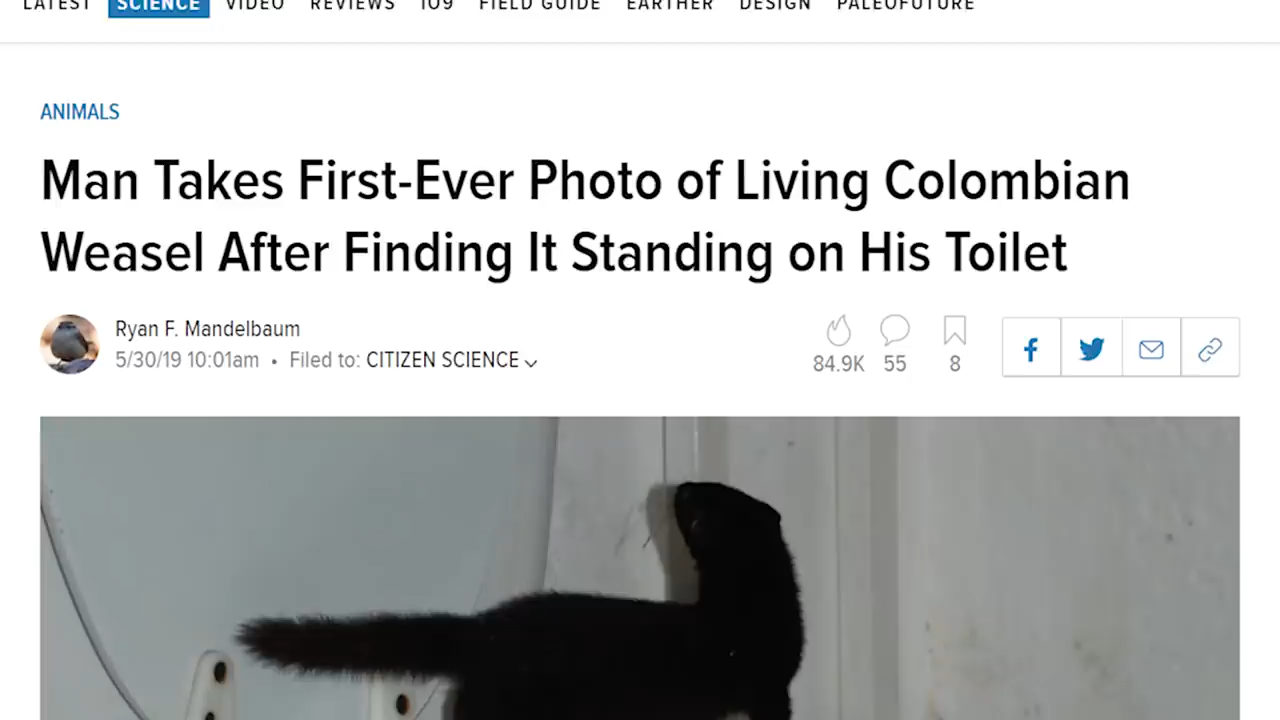 LATEST SCIENCE VIDEO REVIEWS IO9 FIELD GUIDE EARTHER DESIGN PALEOFUTURE
ANIMALS
Man Takes First-Ever Photo of Living Colombian
Weasel After Finding It Standing on His Toilet
Ryan F. Mandelbaum
5/30/19 10:01am • Filed to: CITIZEN SCIENCE
84.9K 55 8